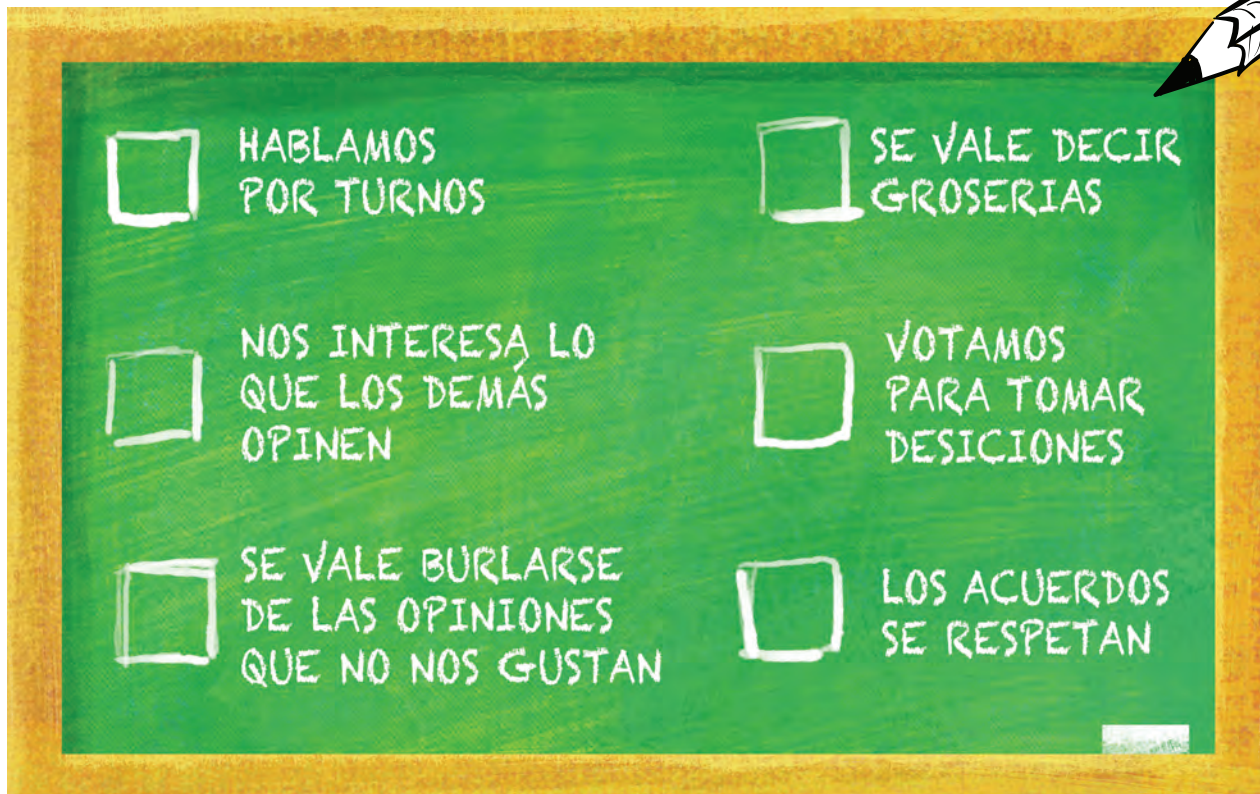 HABLAMOS
POR TURNOS
NOS INTERESA LO
QUE LOS DEMÁS
OPINEN
SE VALE BURLARSE
DE LAS OPINIONES
QUE NO NOS GUSTAN
SE VALE DECIR
GROSERIAS
VOTAMOS
PARA TOMAR
DESICIONES
LOS ACUERDOS
SE RESPETAN